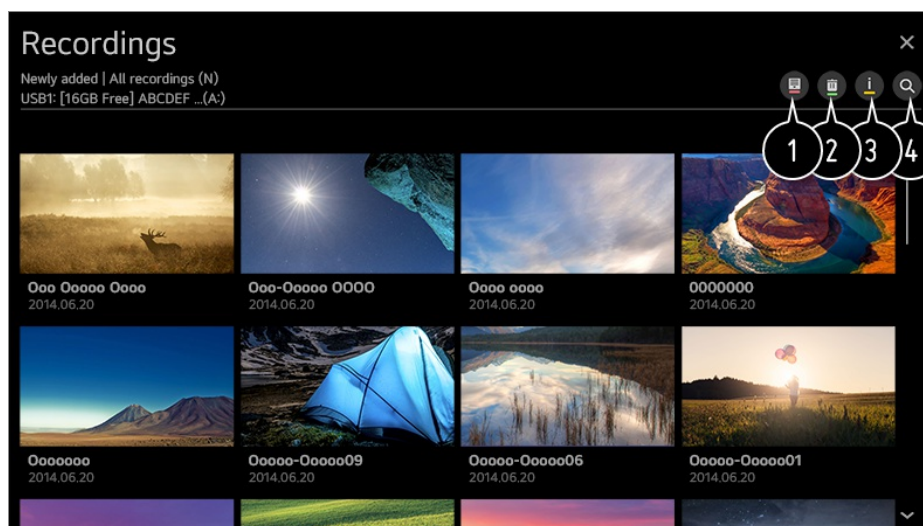 Recordings
Newly added | All recordings (N)
USB1: [16GB Free] ABCDEF ...(A:)
1 2 3 4
Ooo Ooooo Oooo
2014.06.20
Ooo-Ooooo OOOO
2014.06.20
Oooo oooo
2014.06.20
OOOOOOO
2014.06.20
Ooooooo
2014.06.20
Ooooo-Ooooo09
2014.06.20
Ooooo-Ooooo06
2014.06.20
Ooooo-Ooooo01
2014.06.20